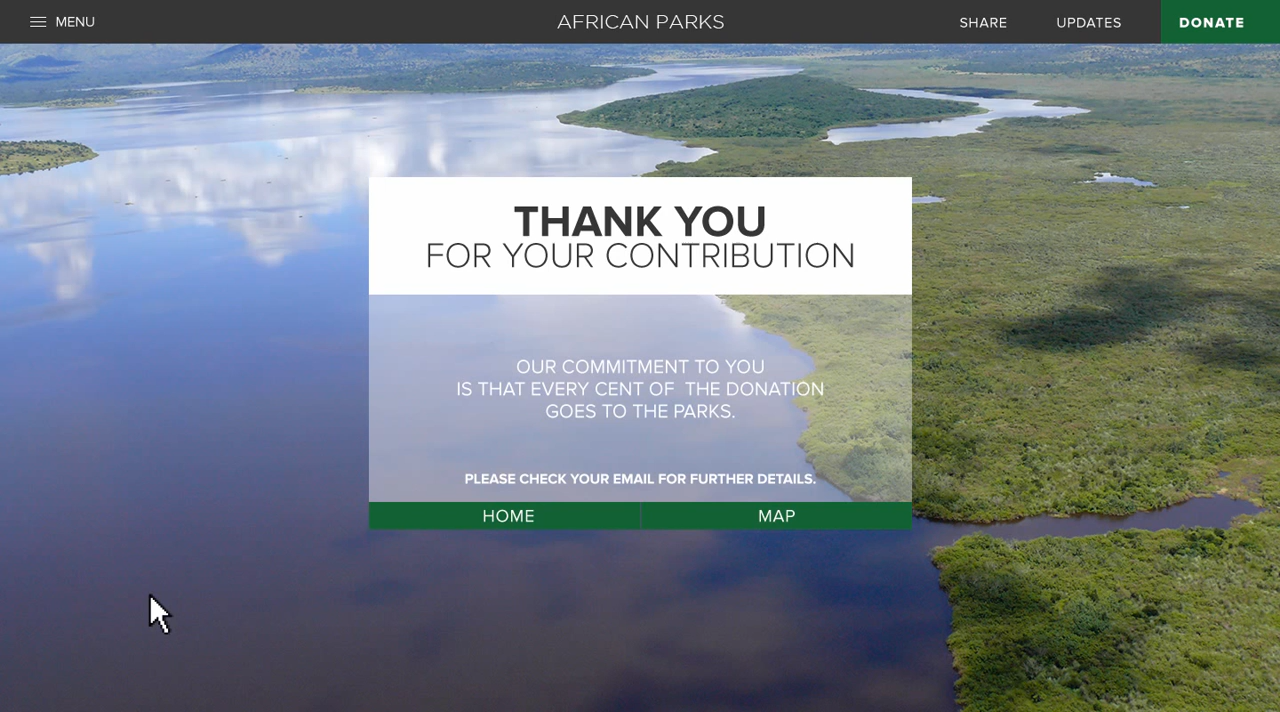 MENU
AFRICAN PARKS
SHARE
UPDATES
DONATE
THANK YOU
FOR YOUR CONTRIBUTION
OUR COMMITMENT TO YOU
IS THAT EVERY CENT OF THE DONATION
GOES TO THE PARKS.
PLEASE CHECK YOUR EMAIL FOR FURTHER DETAILS.
HOME
MAP